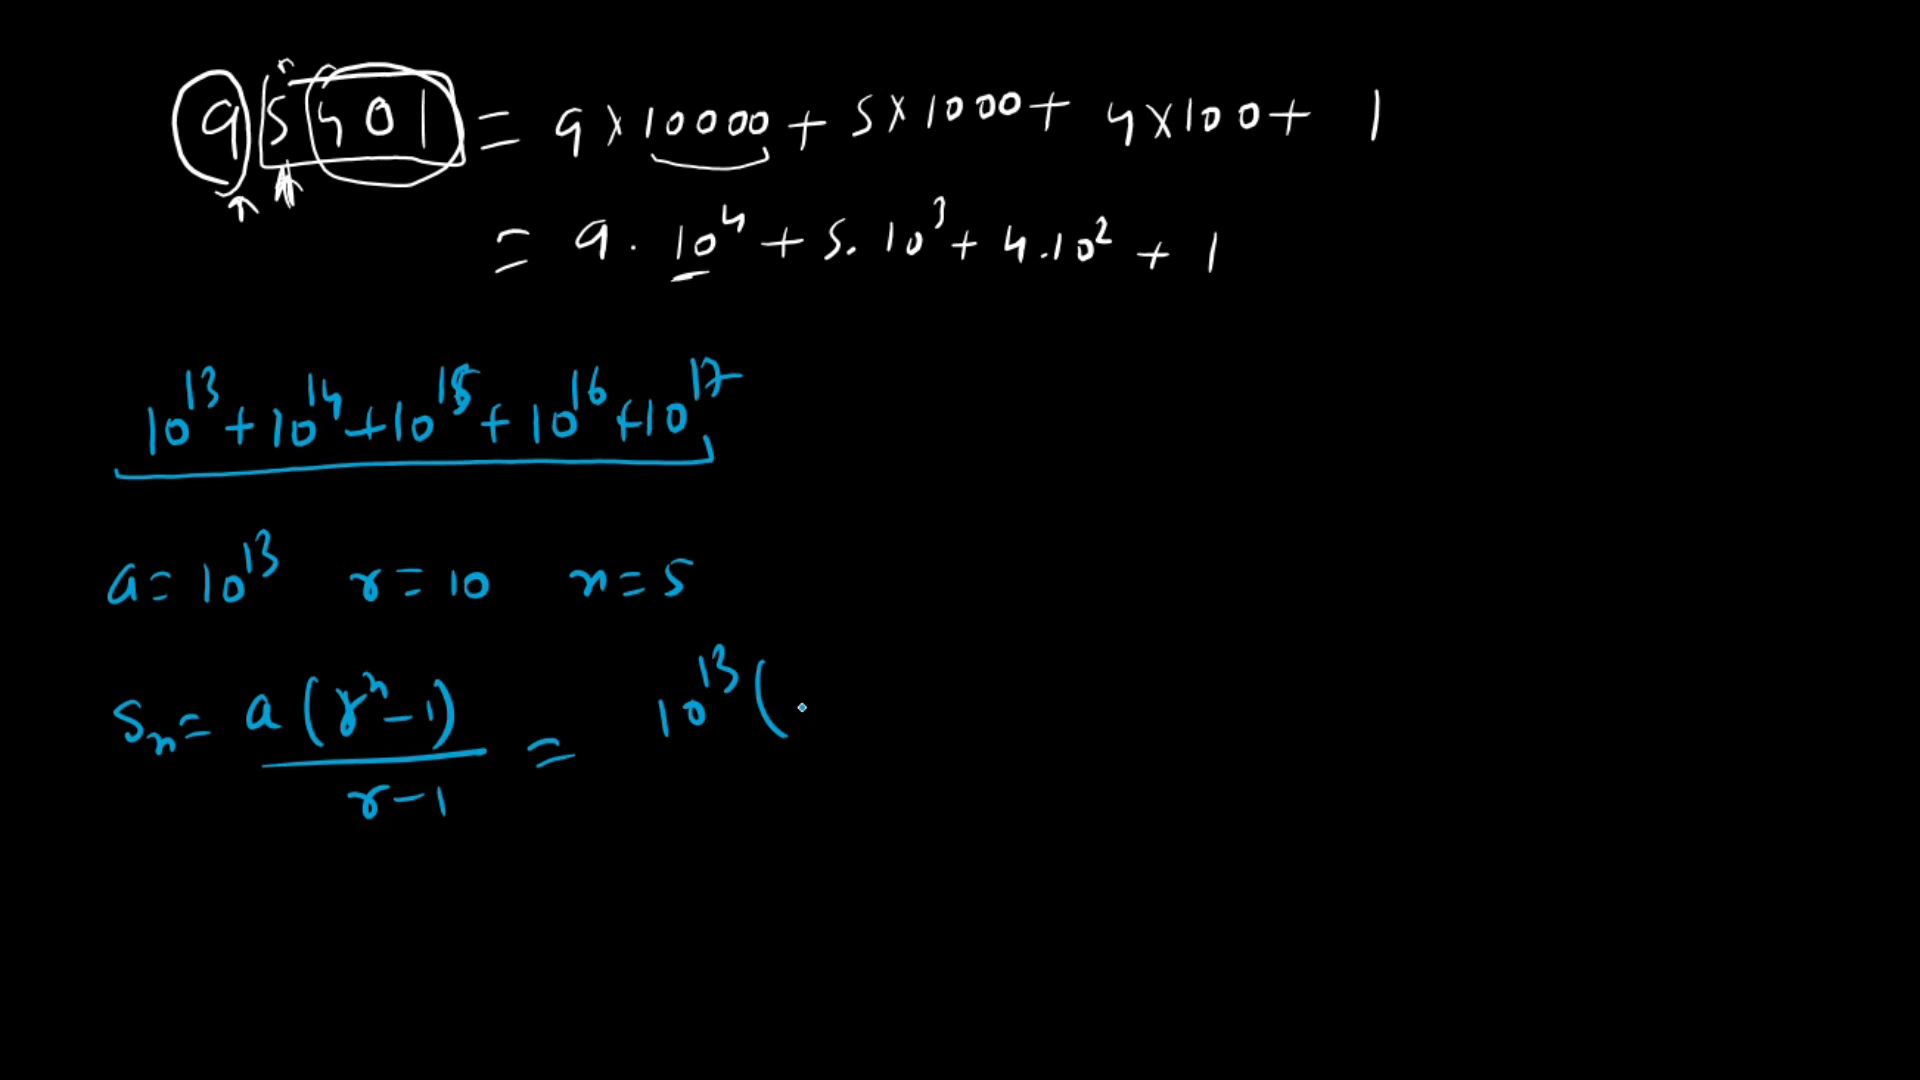 95401 = 9 × 10000 + 5 × 1000 + 4 × 100 + 1
= 9 . 10⁴ + 5 . 10³ + 4 . 10² + 1
10¹³ + 10¹⁴ + 10¹⁵ + 10¹⁶ + 10¹⁷
a = 10¹³ r = 10 n = 5
Sₙ = a (rⁿ - 1) / r - 1 = 10¹³ (